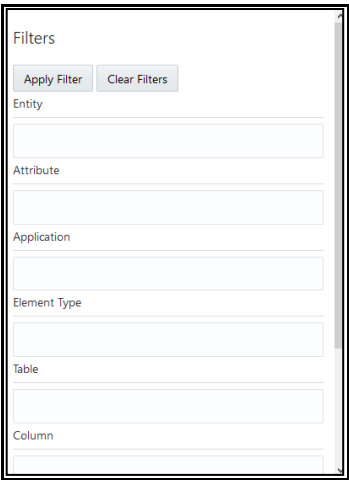 Filters
Apply Filter Clear Filters
Entity
Attribute
Application
Element Type
Table
Column